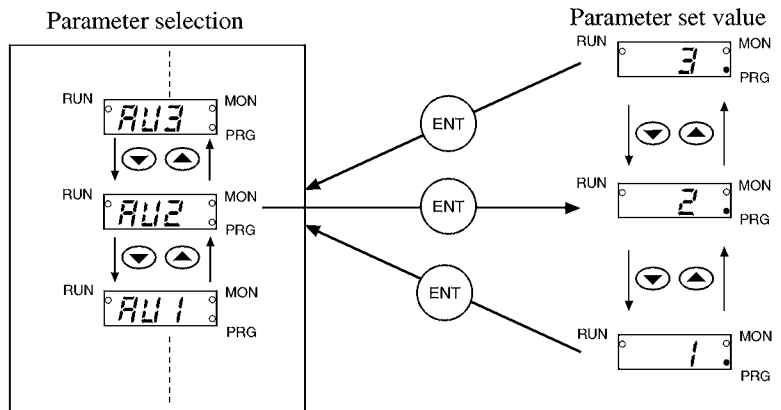 Parameter selection
RUN
AU3
MON
PRG
RUN
AU2
MON
PRG
RUN
AU1
MON
PRG
ENT
ENT
ENT
Parameter set value
RUN
3
MON
PRG
RUN
2
MON
PRG
RUN
1
MON
PRG